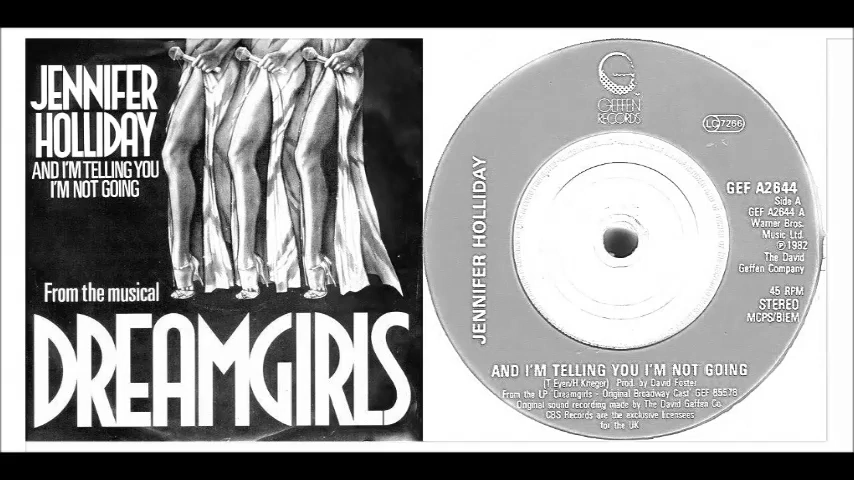 JENNIFER
HOLLIDAY
AND I'M TELLING YOU
I'M NOT GOING
From the musical
DREAMGIRLS
GEFFEN
RECORDS
LC 7266
JENNIFER HOLLIDAY
GEF A2644
Side A
GEF A2644 A
Warner Bros.
Music Ltd.
℗ 1982
The David
Geffen Company
45 RPM
STEREO
MCPS/BIEM
AND I'M TELLING YOU I'M NOT GOING
(T Eyen/H Krieger) Prod. by David Foster
From the LP 'Dreamgirls - Original Broadway Cast' GEF 85578
Original sound recording made by The David Geffen Co.
CBS Records are the exclusive licensees
for the UK